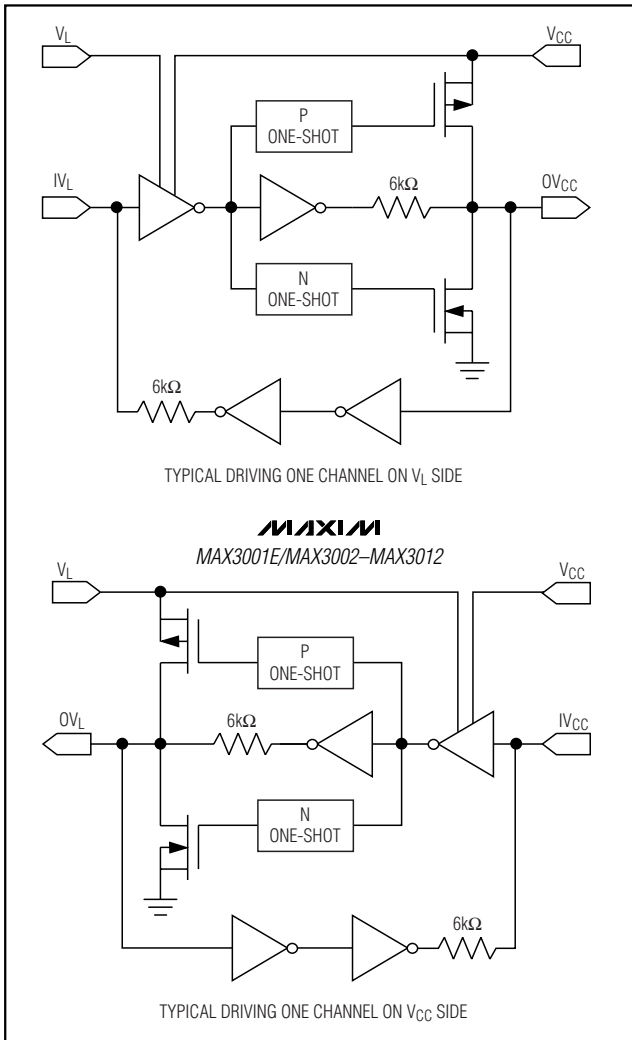 VL
VCC
P
ONE-SHOT
IVL
6kΩ
OVCC
N
ONE-SHOT
6kΩ
TYPICAL DRIVING ONE CHANNEL ON VL SIDE
MAXIM
MAX3001E/MAX3002–MAX3012
VL
VCC
P
ONE-SHOT
OVL
6kΩ
IVCC
N
ONE-SHOT
6kΩ
TYPICAL DRIVING ONE CHANNEL ON VCC SIDE